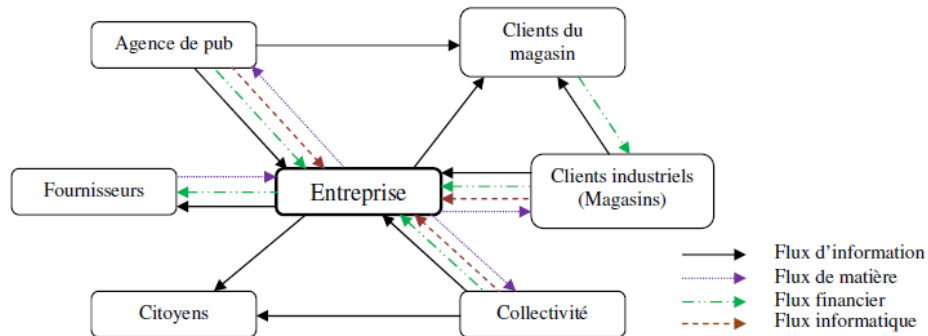 Agence de pub
Clients du
magasin
Fournisseurs
Entreprise
Clients industriels
(Magasins)
Citoyens
Collectivité
Flux d'information
Flux de matière
Flux financier
Flux informatique